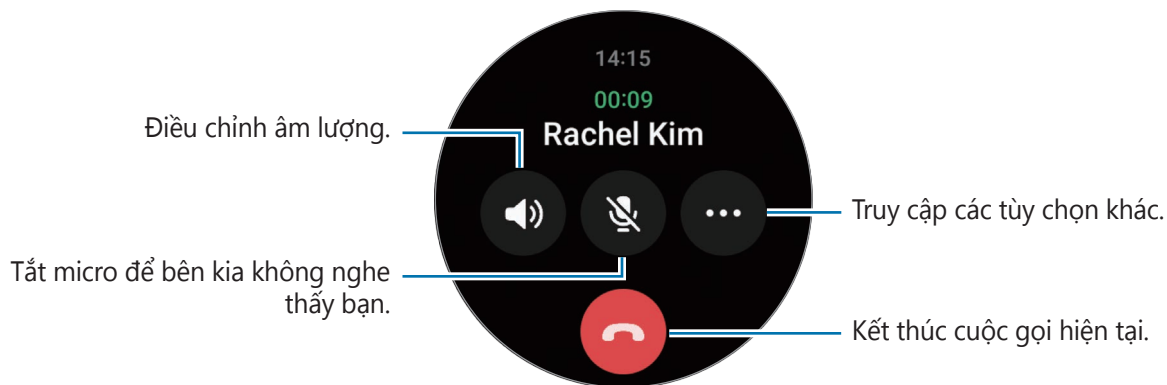 14:15
00:09
Rachel Kim
Điều chỉnh âm lượng.
Truy cập các tùy chọn khác.
Tắt micro để bên kia không nghe
thấy bạn.
Kết thúc cuộc gọi hiện tại.